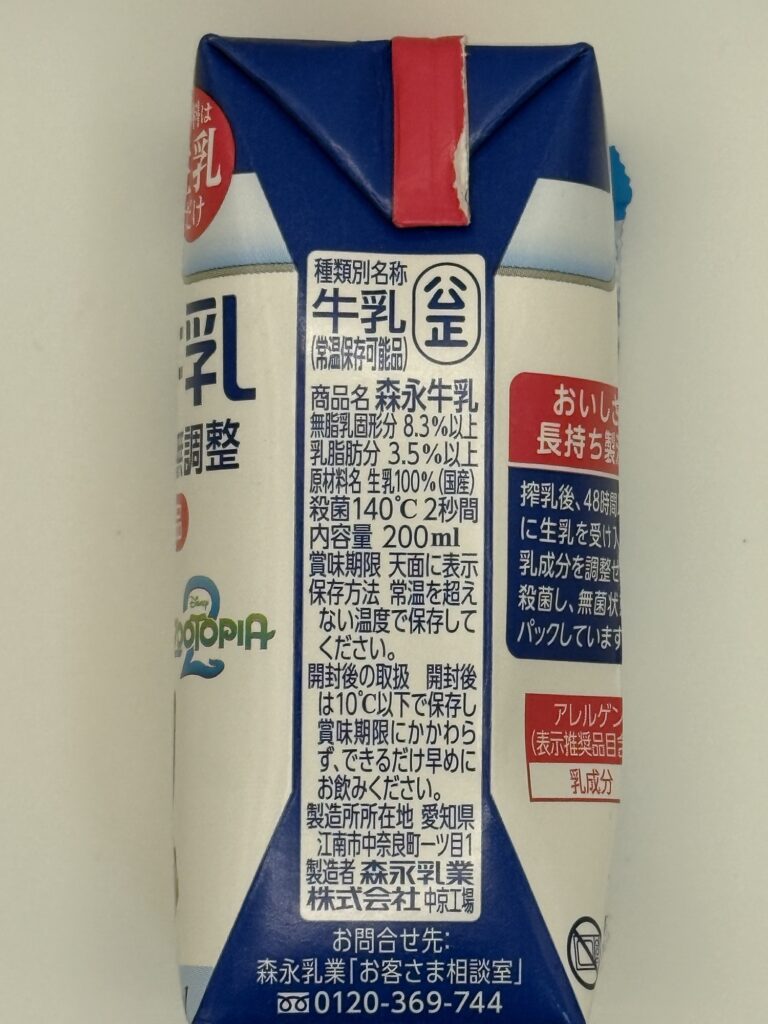 乳
調整
Disney
2
種類別名称
牛乳
(常温保存可能品)
公正
商品名 森永牛乳
無脂乳固形分 8.3%以上
乳脂肪分 3.5%以上
原材料名 生乳100%(国産)
殺菌140℃ 2秒間
内容量 200ml
賞味期限 天面に表示
保存方法 常温を超え
ない温度で保存して
ください。
開封後の取扱 開封後
は10℃以下で保存し
賞味期限にかかわら
ず、できるだけ早めに
お飲みください。
製造所所在地 愛知県
江南市中奈良町一ツ目1
製造者 森永乳業
株式会社 中京工場
お問合せ先:
森永乳業「お客さま相談室」
0120-369-744
おいしさ
長持ち製
搾乳後、48時間
に生乳を受け
乳成分を調整せ
殺菌し、無菌状
パックしています
アレルゲン
(表示推奨品目
乳成分